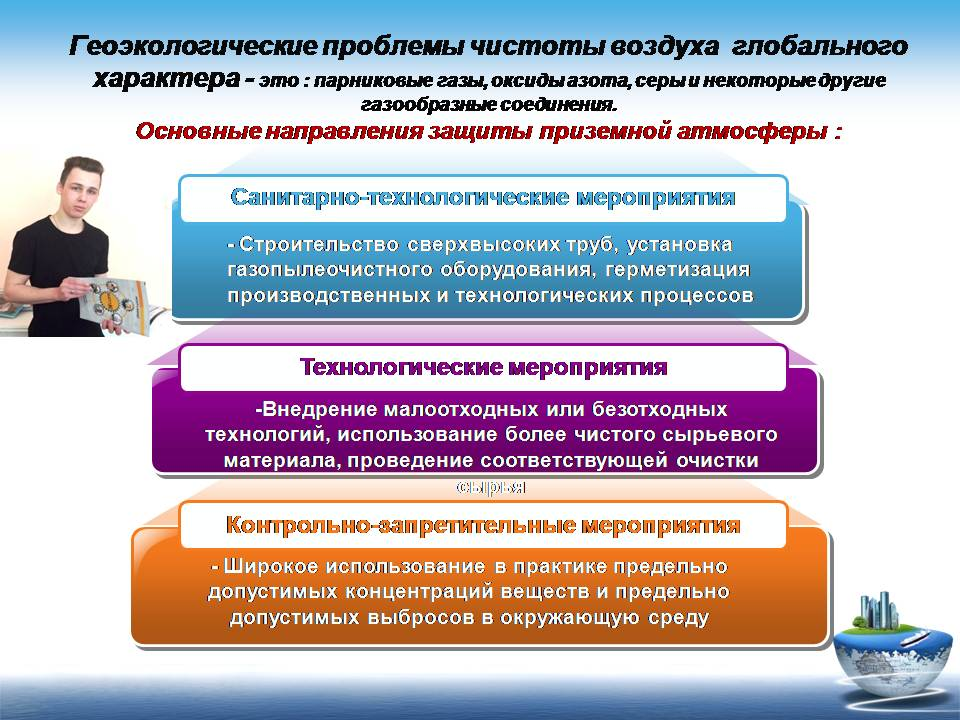 Геоэкологические проблемы чистоты воздуха глобального
характера - это : парниковые газы, оксиды азота, серы и некоторые другие
газообразные соединения.
Основные направления защиты приземной атмосферы :
Санитарно-технологические мероприятия
- Строительство сверхвысоких труб, установка
газопылеочистного оборудования, герметизация
производственных и технологических процессов
Технологические мероприятия
-Внедрение малоотходных или безотходных
технологий, использование более чистого сырьевого
материала, проведение соответствующей очистки
сырья
Контрольно-запретительные мероприятия
- Широкое использование в практике предельно
допустимых концентраций веществ и предельно
допустимых выбросов в окружающую среду